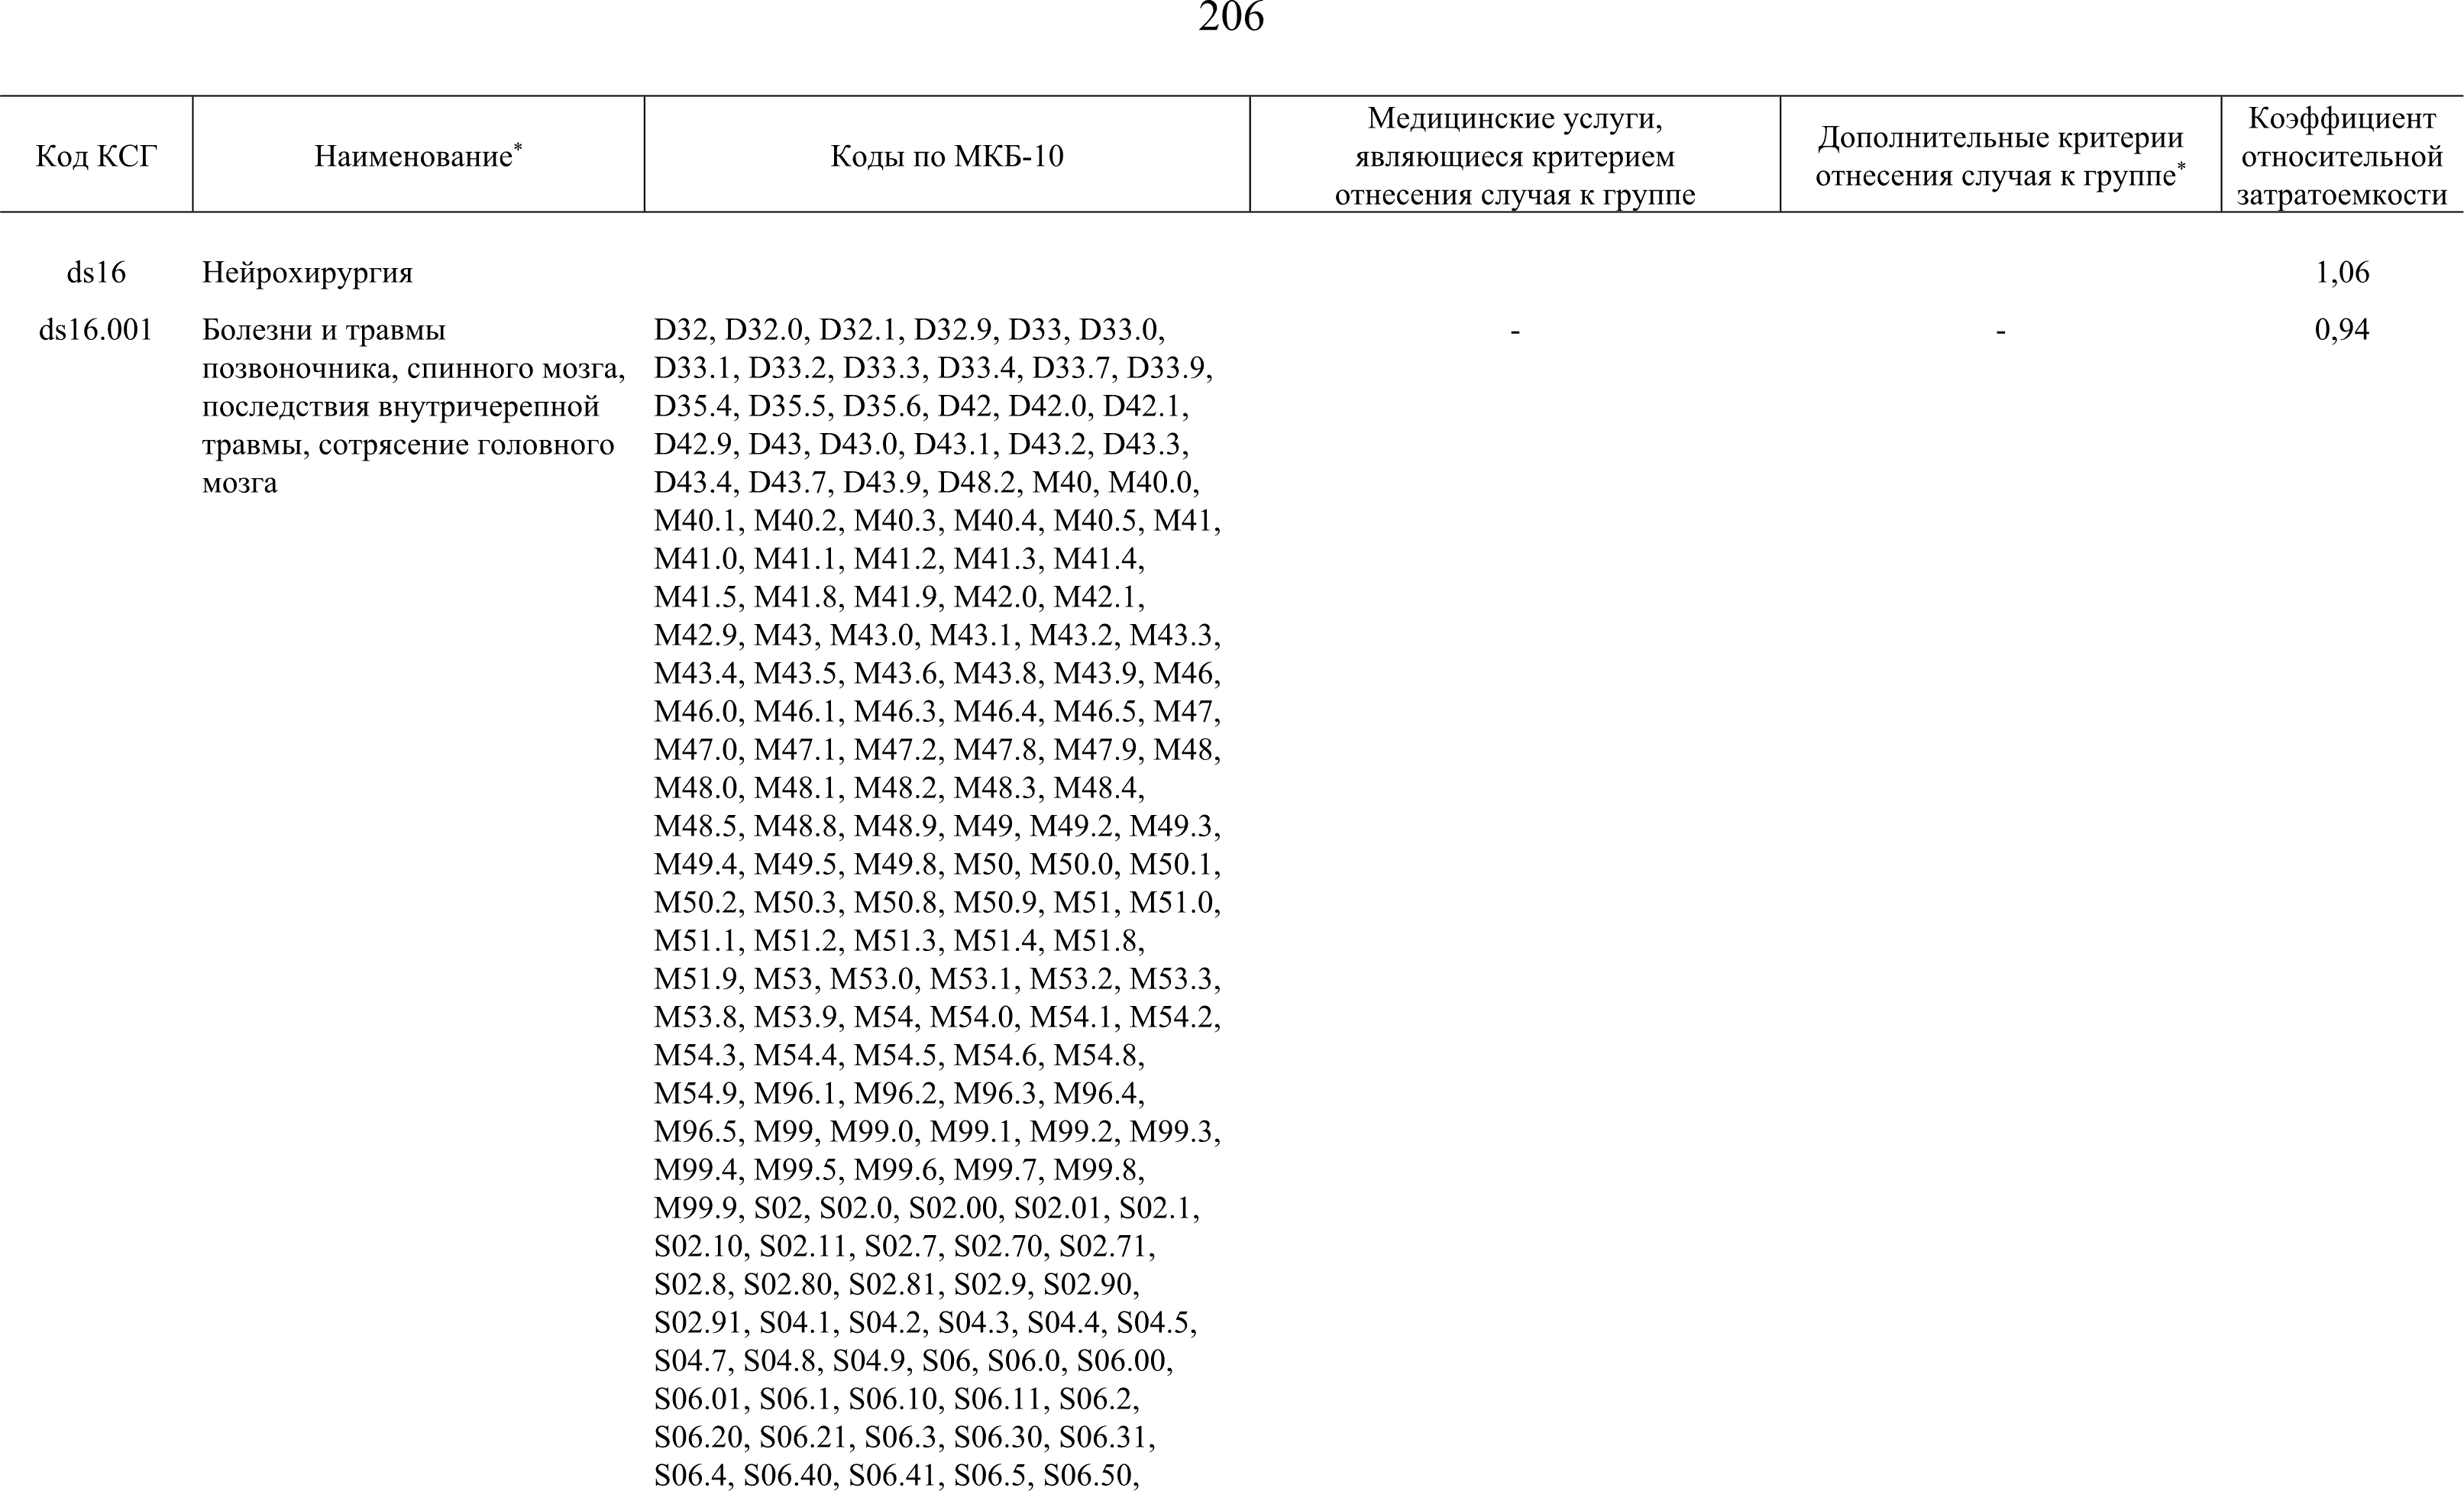 206
Код КСГ
Наименование*
Коды по МКБ-10
Медицинские услуги,
являющиеся критерием
отнесения случая к группе
Дополнительные критерии
отнесения случая к группе*
Коэффициент
относительной
затратоемкости
ds16
Нейрохирургия
1,06
ds16.001
Болезни и травмы
позвоночника, спинного мозга,
последствия внутричерепной
травмы, сотрясение головного
мозга
D32, D32.0, D32.1, D32.9, D33, D33.0,
D33.1, D33.2, D33.3, D33.4, D33.7, D33.9,
D35.4, D35.5, D35.6, D42, D42.0, D42.1,
D42.9, D43, D43.0, D43.1, D43.2, D43.3,
D43.4, D43.7, D43.9, D48.2, M40, M40.0,
M40.1, M40.2, M40.3, M40.4, M40.5, M41,
M41.0, M41.1, M41.2, M41.3, M41.4,
M41.5, M41.8, M41.9, M42.0, M42.1,
M42.9, M43, M43.0, M43.1, M43.2, M43.3,
M43.4, M43.5, M43.6, M43.8, M43.9, M46,
M46.0, M46.1, M46.3, M46.4, M46.5, M47,
M47.0, M47.1, M47.2, M47.8, M47.9, M48,
M48.0, M48.1, M48.2, M48.3, M48.4,
M48.5, M48.8, M48.9, M49, M49.2, M49.3,
M49.4, M49.5, M49.8, M50, M50.0, M50.1,
M50.2, M50.3, M50.8, M50.9, M51, M51.0,
M51.1, M51.2, M51.3, M51.4, M51.8,
M51.9, M53, M53.0, M53.1, M53.2, M53.3,
M53.8, M53.9, M54, M54.0, M54.1, M54.2,
M54.3, M54.4, M54.5, M54.6, M54.8,
M54.9, M96.1, M96.2, M96.3, M96.4,
M96.5, M99, M99.0, M99.1, M99.2, M99.3,
M99.4, M99.5, M99.6, M99.7, M99.8,
M99.9, S02, S02.0, S02.00, S02.01, S02.1,
S02.10, S02.11, S02.7, S02.70, S02.71,
S02.8, S02.80, S02.81, S02.9, S02.90,
S02.91, S04.1, S04.2, S04.3, S04.4, S04.5,
S04.7, S04.8, S04.9, S06, S06.0, S06.00,
S06.01, S06.1, S06.10, S06.11, S06.2,
S06.20, S06.21, S06.3, S06.30, S06.31,
S06.4, S06.40, S06.41, S06.5, S06.50,
-
-
0,94